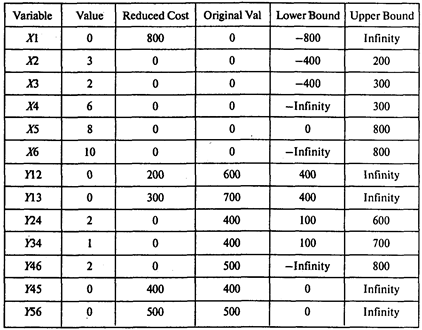 Variable Value Reduced Cost Original Val Lower Bound Upper Bound
X1 0 800 0 −800 Infinity
X2 3 0 0 −400 200
X3 2 0 0 −400 300
X4 6 0 0 −Infinity 300
X5 8 0 0 0 800
X6 10 0 0 −Infinity 800
Y12 0 200 600 400 Infinity
Y13 0 300 700 400 Infinity
Y24 2 0 400 100 600
Y34 1 0 400 100 700
Y46 2 0 500 −Infinity 800
Y45 0 400 400 0 Infinity
Y56 0 500 500 0 Infinity